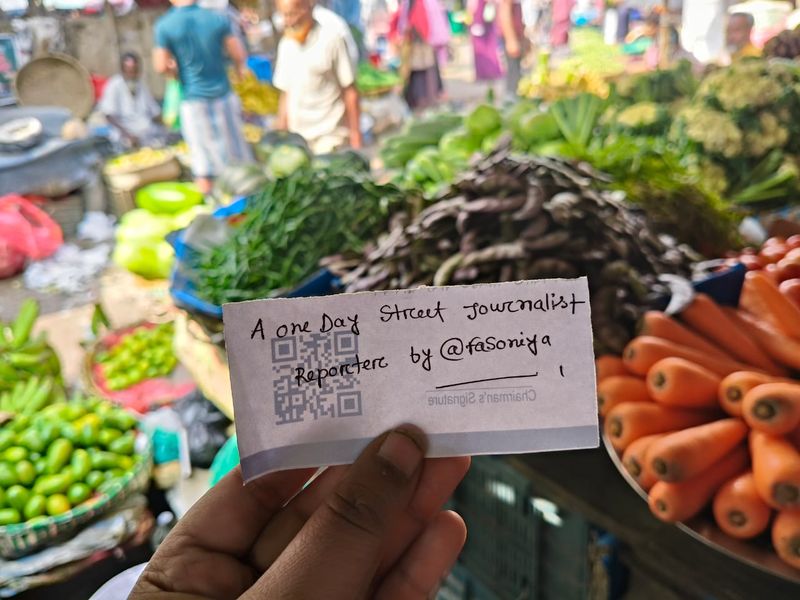 A one Day Street Journalist
Reporter by @fasoniya
Chairman's Signature